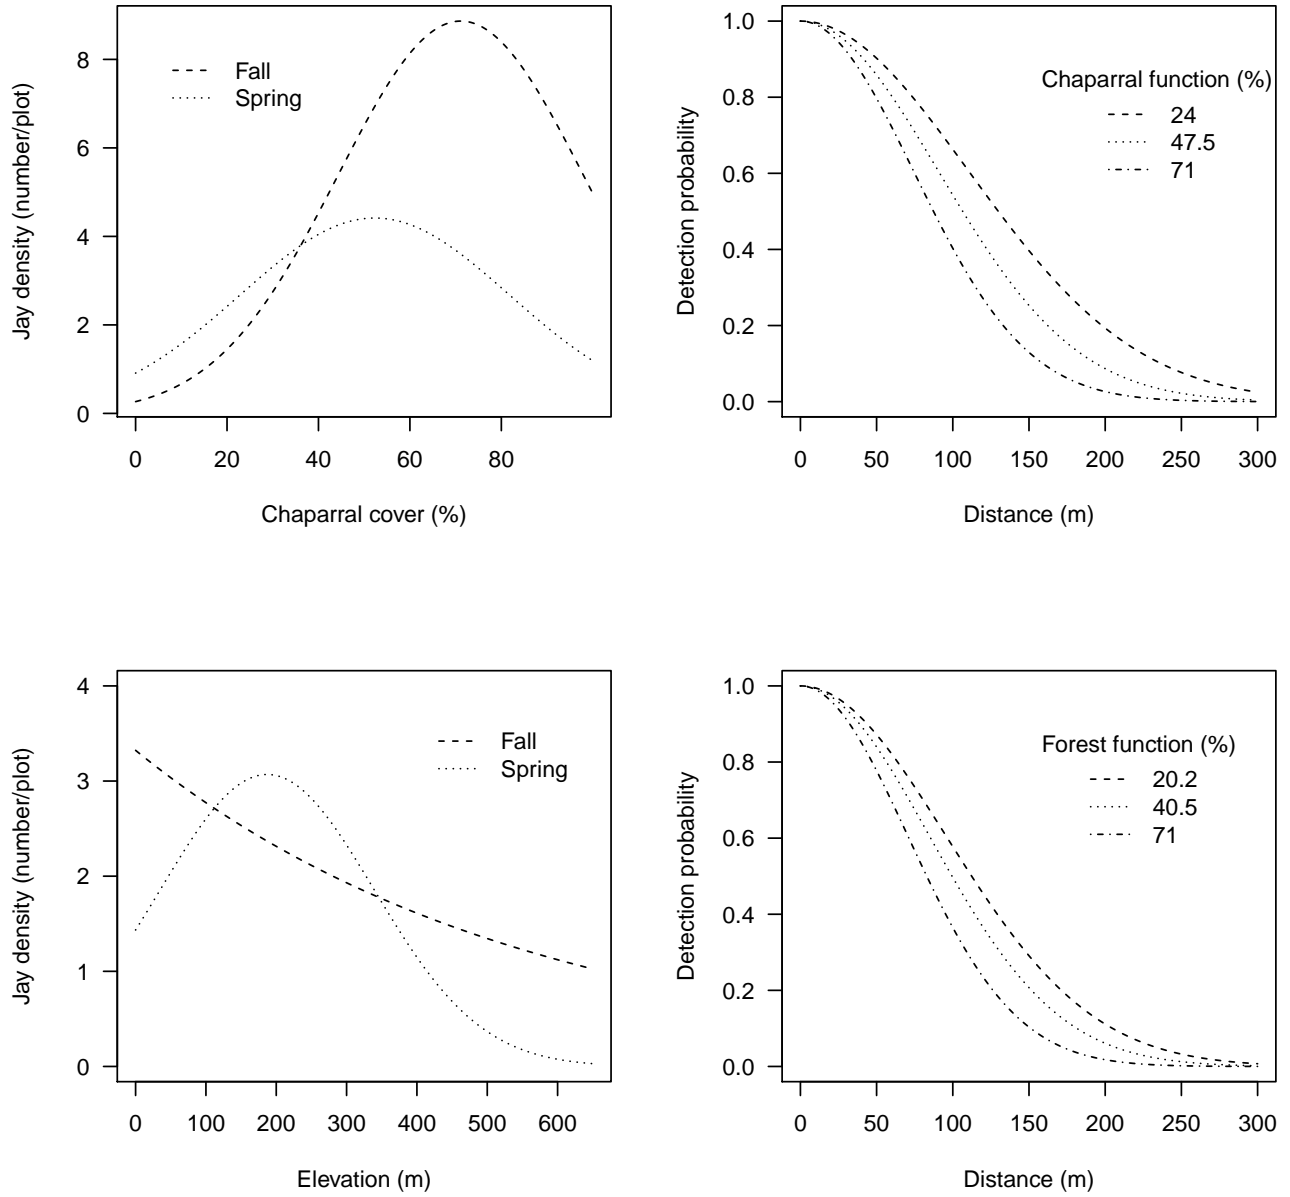 Jay density (number/plot)
8
6
4
2
0
0 20 40 60 80
Chaparral cover (%)
Fall
Spring
Detection probability
1.0
0.8
0.6
0.4
0.2
0.0
0 50 100 150 200 250 300
Distance (m)
Chaparral function (%)
24
47.5
71
Jay density (number/plot)
4
3
2
1
0
0 100 200 300 400 500 600
Elevation (m)
Fall
Spring
Detection probability
1.0
0.8
0.6
0.4
0.2
0.0
0 50 100 150 200 250 300
Distance (m)
Forest function (%)
20.2
40.5
71